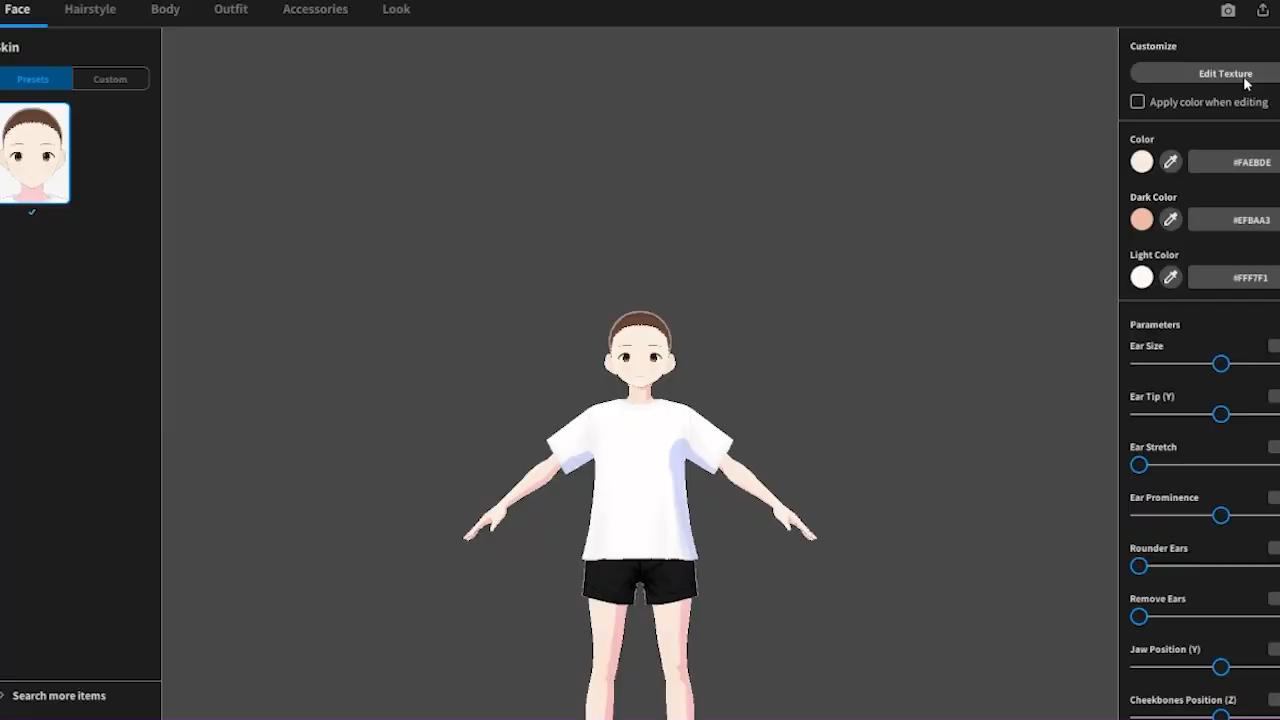 Face Hairstyle Body Outfit Accessories Look
kin
Presets Custom
Search more items
Customize
Edit Texture
Apply color when editing
Color
#FAEBDE
Dark Color
#EFBAA3
Light Color
#FFF7F1
Parameters
Ear Size
Ear Tip (Y)
Ear Stretch
Ear Prominence
Rounder Ears
Remove Ears
Jaw Position (Y)
Cheekbones Position (Z)